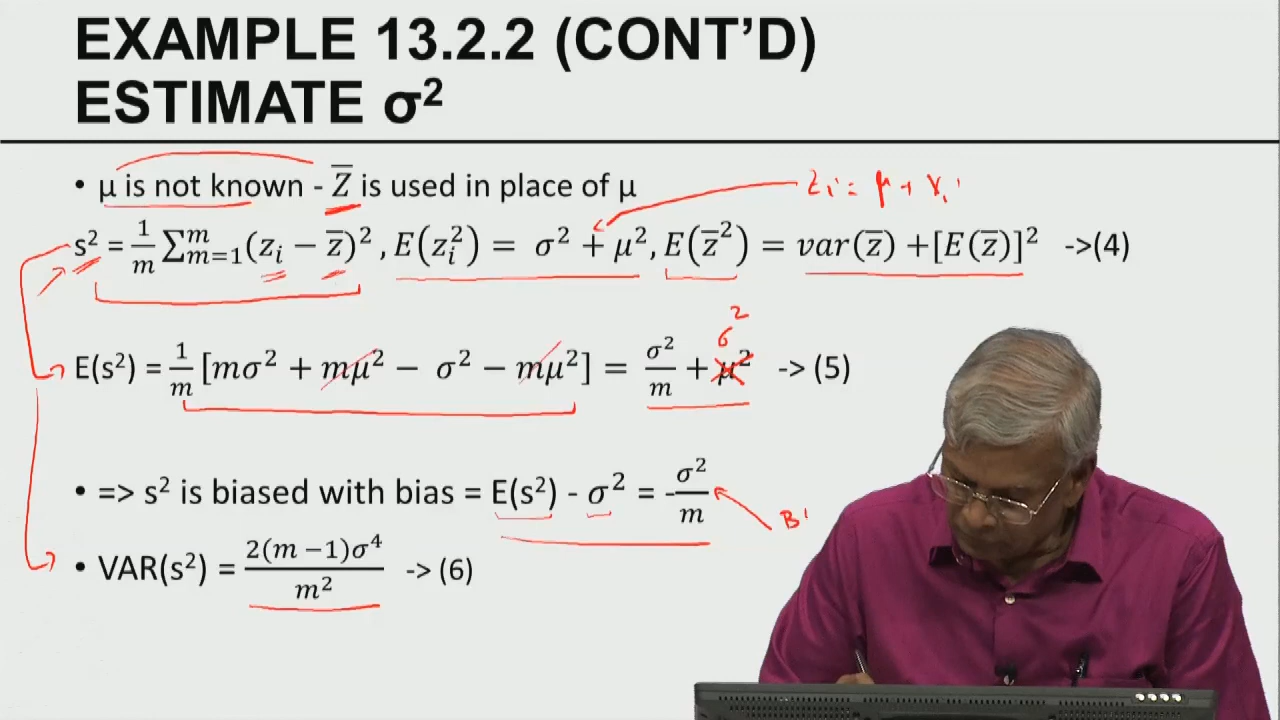 EXAMPLE 13.2.2 (CONT'D)
ESTIMATE σ²
• μ is not known - Z̅ is used in place of μ zᵢ = μ + vᵢ
s² = 1/m ∑ᵐₘ₌₁(zᵢ − z̅)² , E(zᵢ²) = σ² + μ², E(z̅²) = var(z̅) +[E(z̅)]² ->(4)
σ²
E(s²) = 1/m [mσ² + mμ² − σ² − mμ²] = σ²/m + μ² -> (5)
• => s² is biased with bias = E(s²) - σ² = -σ²/m
• VAR(s²) = 2(m −1)σ⁴/m² -> (6)